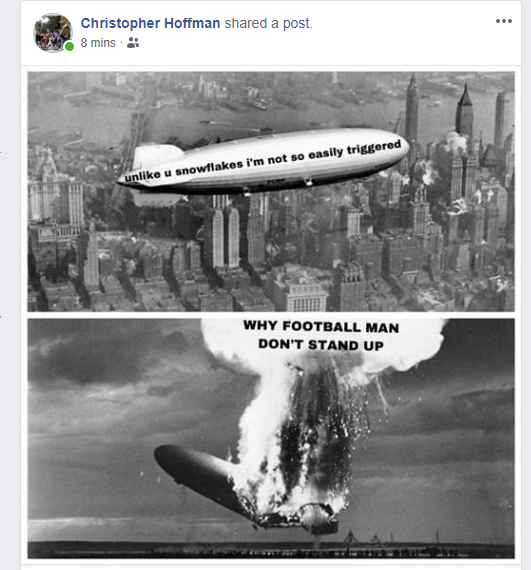 Christopher Hoffman shared a post.
8 mins ·
unlike u snowflakes i'm not so easily triggered
WHY FOOTBALL MAN
DON'T STAND UP